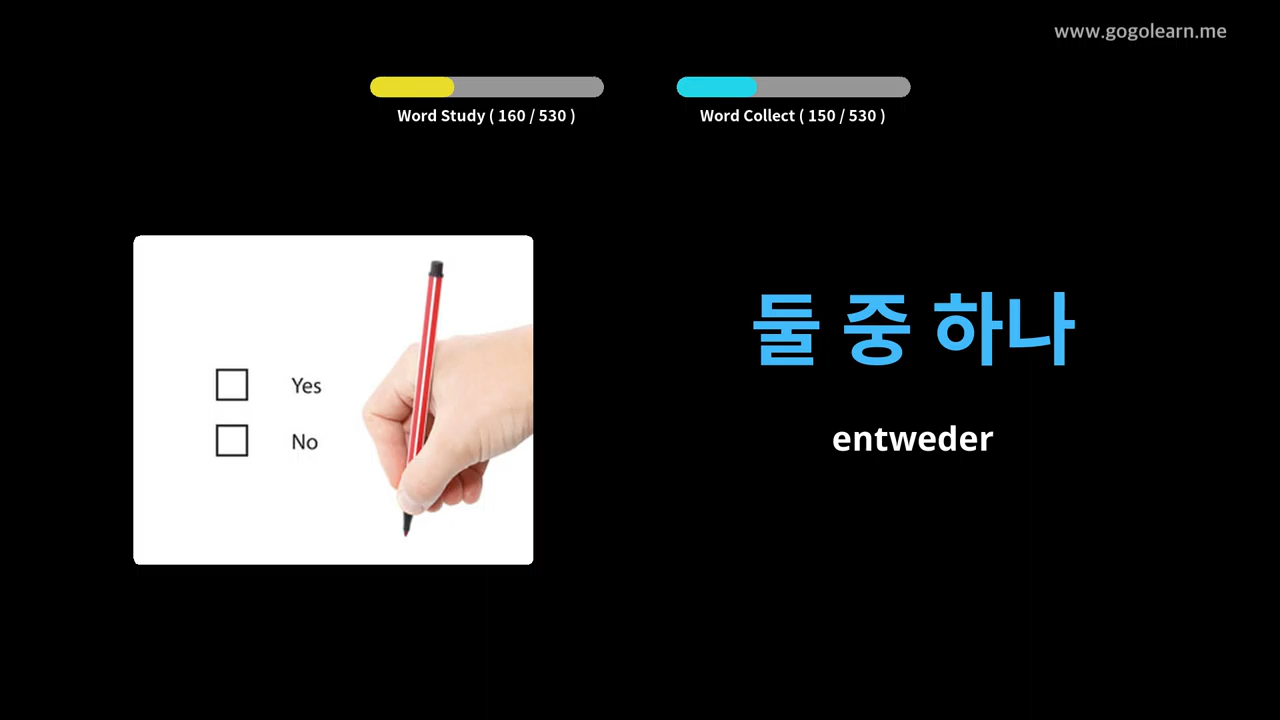 www.gogolearn.me
Word Study ( 160 / 530 )
Word Collect ( 150 / 530 )
Yes
No
둘 중 하나
entweder